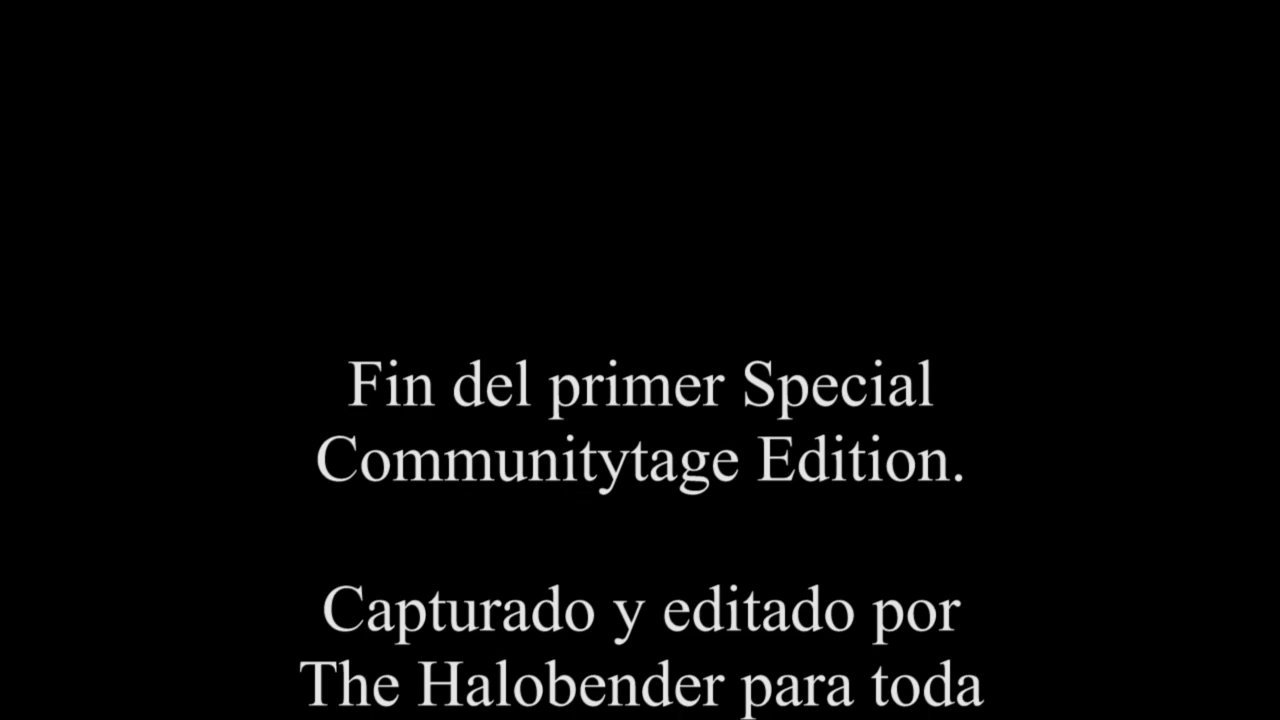 Fin del primer Special
Communitytage Edition.
Capturado y editado por
The Halobender para toda